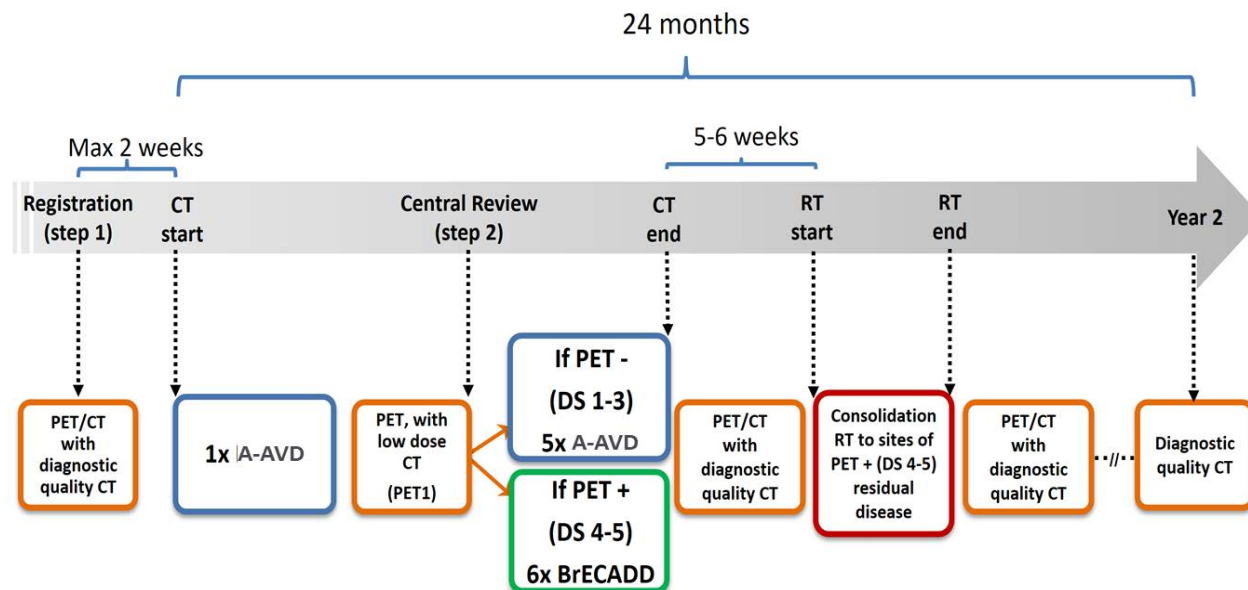 24 months
Max 2 weeks
5-6 weeks
Registration
(step 1)
CT
start
Central Review
(step 2)
CT
end
RT
start
RT
end
Year 2
PET/CT
with
diagnostic
quality CT
1x A-AVD
PET, with
low dose
CT
(PET1)
If PET -
(DS 1-3)
5x A-AVD
If PET +
(DS 4-5)
6x BrECADD
PET/CT
with
diagnostic
quality CT
Consolidation
RT to sites of
PET + (DS 4-5)
residual
disease
PET/CT
with
diagnostic
quality CT
··//··
Diagnostic
quality CT